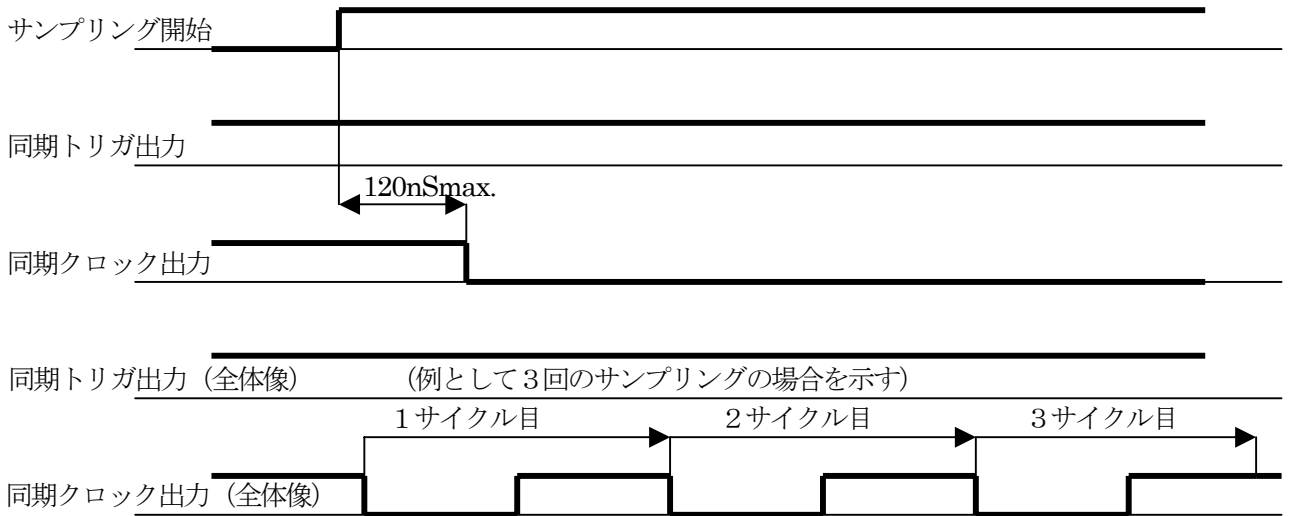 サンプリング開始
同期トリガ出力
120nSmax.
同期クロック出力
同期トリガ出力（全体像） （例として３回のサンプリングの場合を示す）
１サイクル目 ２サイクル目 ３サイクル目
同期クロック出力（全体像）